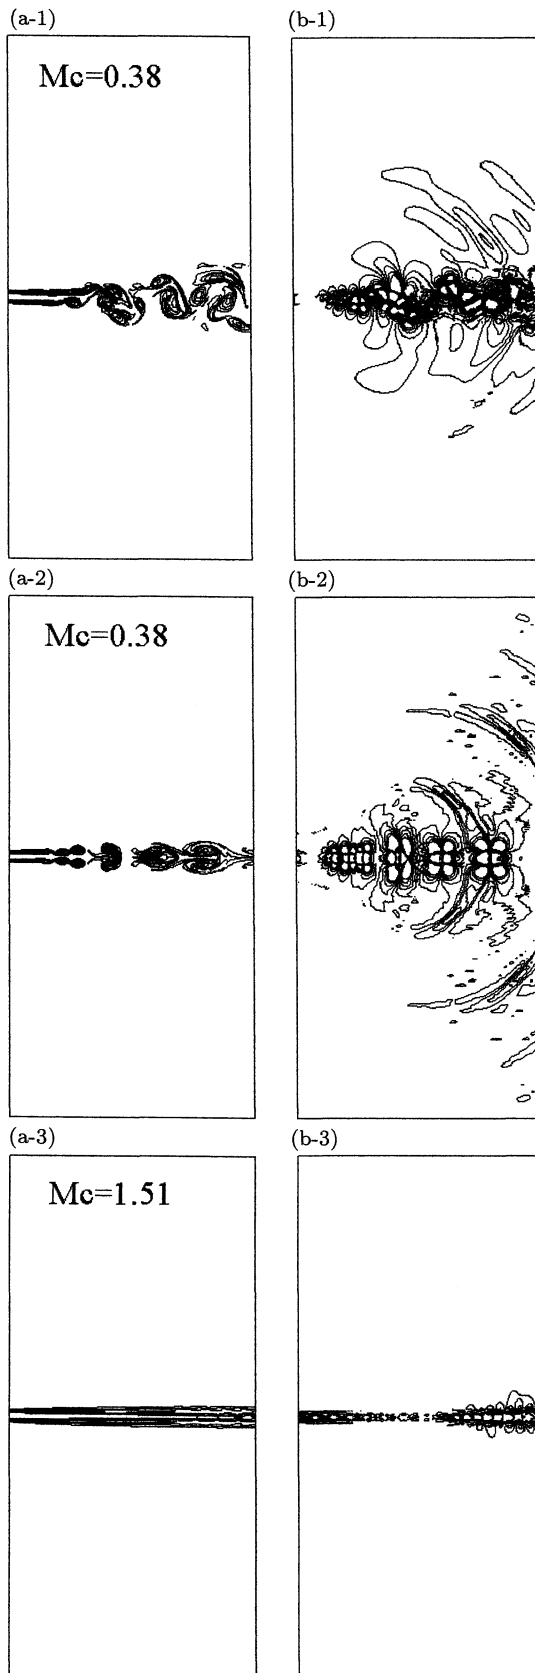 (a-1)
(b-1)
Mc=0.38
(a-2)
(b-2)
Mc=0.38
(a-3)
(b-3)
Mc=1.51